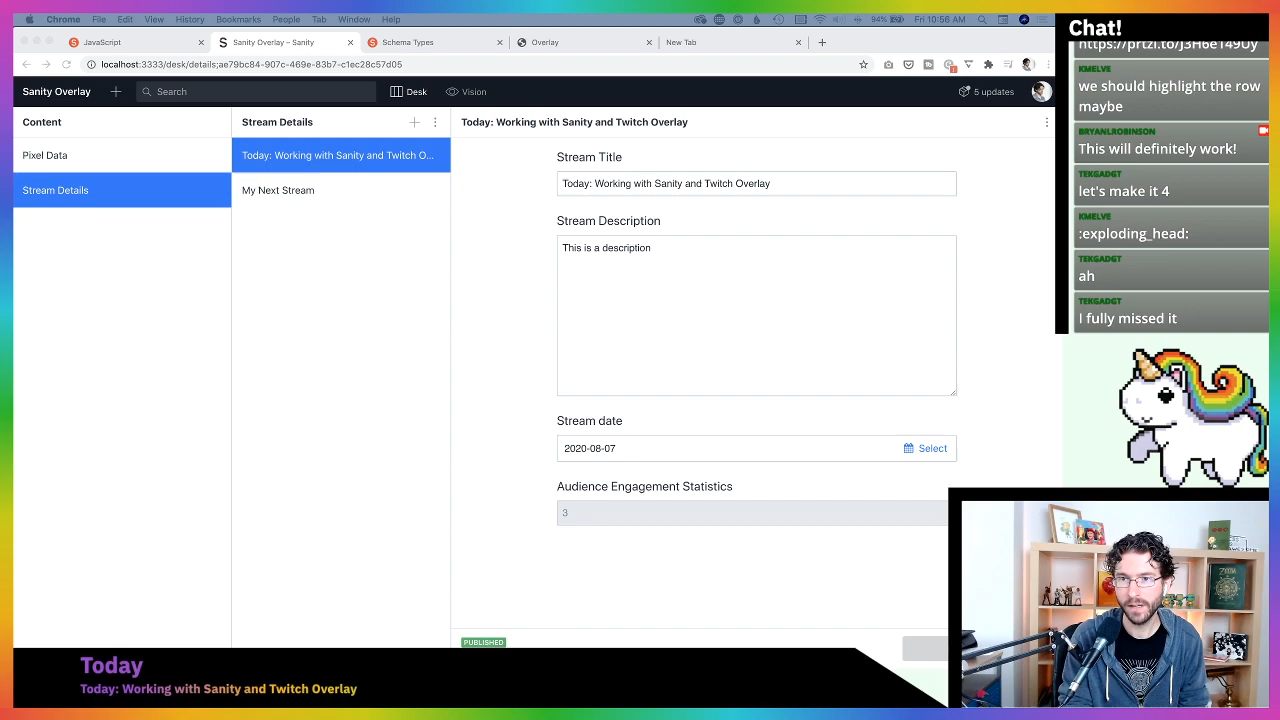 Chrome File Edit View History Bookmarks People Tab Window Help 94% Fri 10:56 AM
JavaScript
Sanity Overlay – Sanity
Schema Types
Overlay
New Tab
localhost:3333/desk/details;ae79bc84-907c-469e-83b7-c1ec28c57d05
Sanity Overlay
Search
Desk
Vision
5 updates
Content
Stream Details
Today: Working with Sanity and Twitch Overlay
Pixel Data
Stream Details
Today: Working with Sanity and Twitch O...
My Next Stream
Stream Title
Today: Working with Sanity and Twitch Overlay
Stream Description
This is a description
Stream date
2020-08-07
Select
Audience Engagement Statistics
3
PUBLISHED
Chat!
https://prtzl.to/J3H6e149Uy
KMELVE
we should highlight the row
maybe
BRYANLROBINSON
This will definitely work!
TEKGADGT
let's make it 4
KMELVE
:exploding_head:
TEKGADGT
ah
TEKGADGT
I fully missed it
ZELDA
Today
Today: Working with Sanity and Twitch Overlay